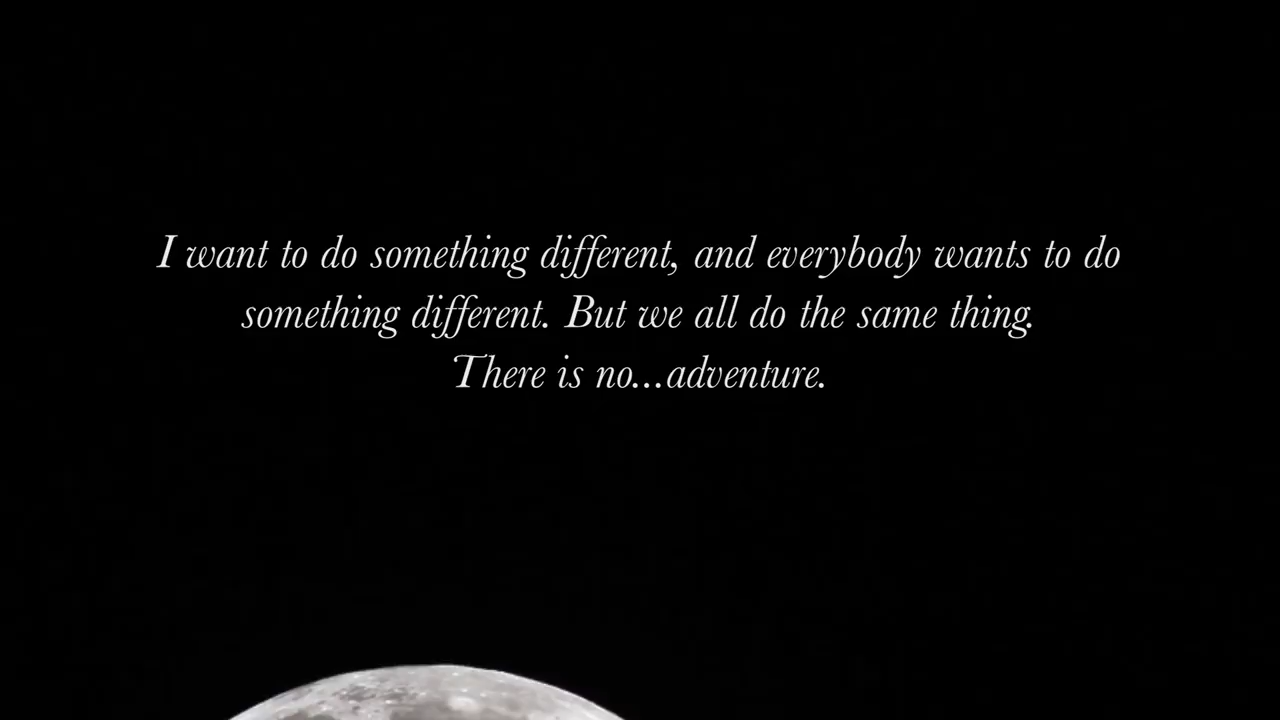 I want to do something different, and everybody wants to do
something different. But we all do the same thing.
There is no...adventure.